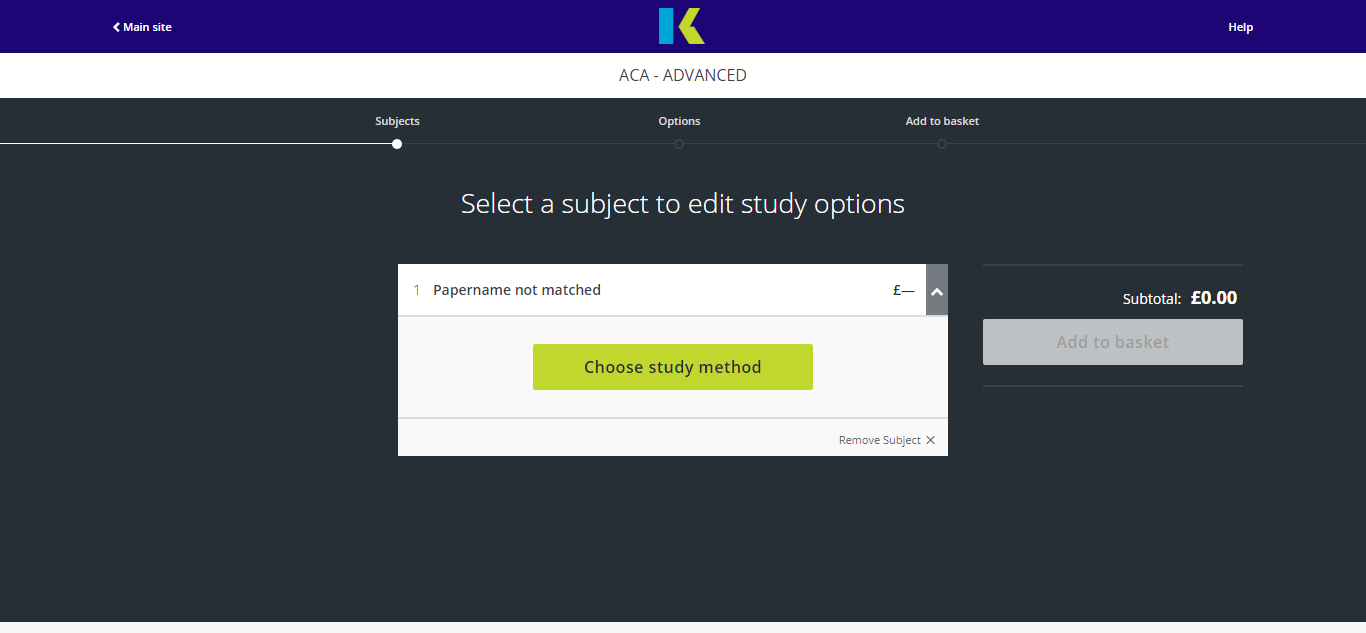 Main site
Help
ACA - ADVANCED
Subjects
Options
Add to basket
Select a subject to edit study options
1 Papername not matched £—
Subtotal: £0.00
Add to basket
Choose study method
Remove Subject